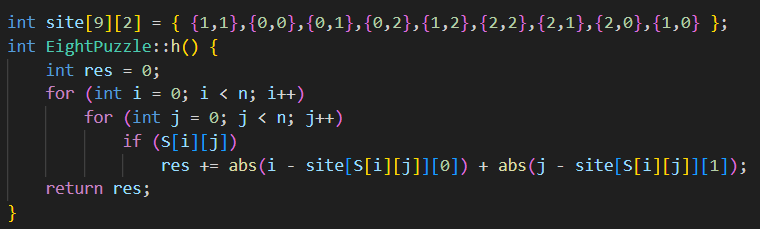 int site[9][2] = { {1,1},{0,0},{0,1},{0,2},{1,2},{2,2},{2,1},{2,0},{1,0} };
int EightPuzzle::h() {
    int res = 0;
    for (int i = 0; i < n; i++)
        for (int j = 0; j < n; j++)
            if (S[i][j])
                res += abs(i - site[S[i][j]][0]) + abs(j - site[S[i][j]][1]);
    return res;
}